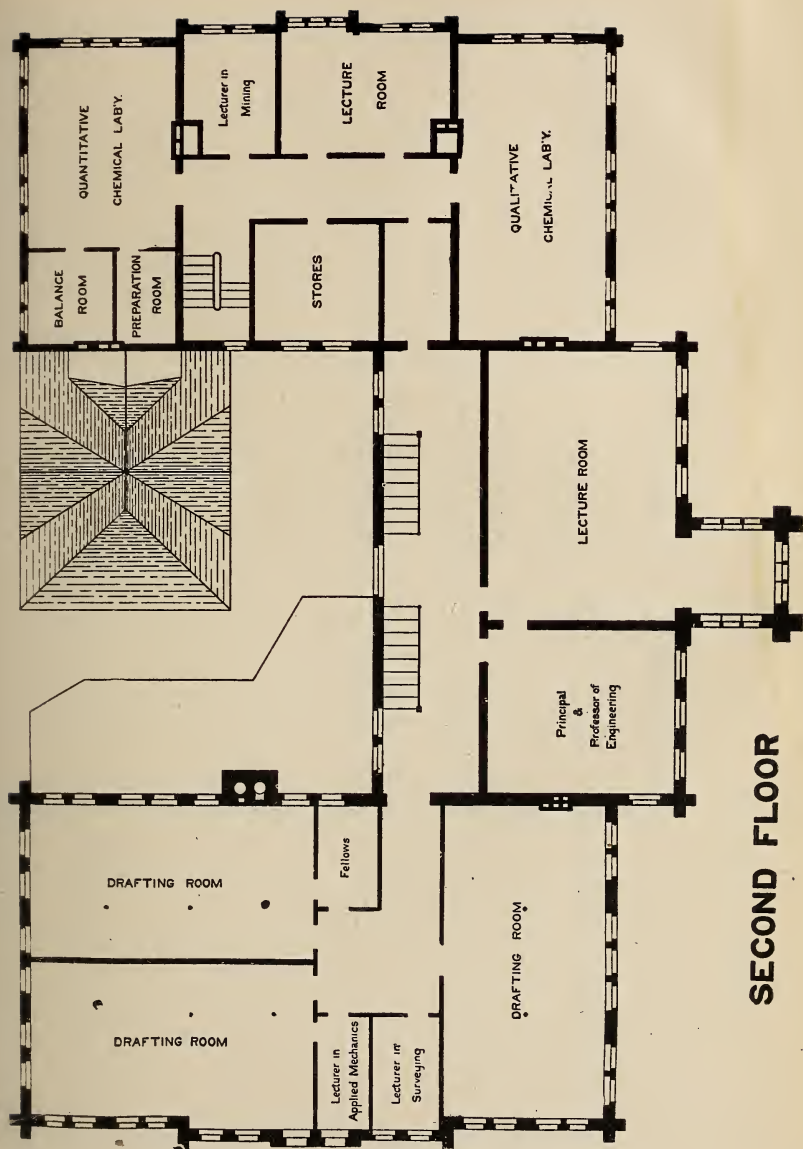 QUANTITATIVE
CHEMICAL LAB'Y.
Lecturer in
Mining
LECTURE
ROOM
QUALITATIVE
CHEMICAL LAB'Y.
BALANCE
ROOM
PREPARATION
ROOM
STORES
LECTURE ROOM
Principal
&
Professor of
Engineering
DRAFTING ROOM
Fellows
DRAFTING ROOM
DRAFTING ROOM
Lecturer in
Applied Mechanics
Lecturer in
Surveying
SECOND FLOOR